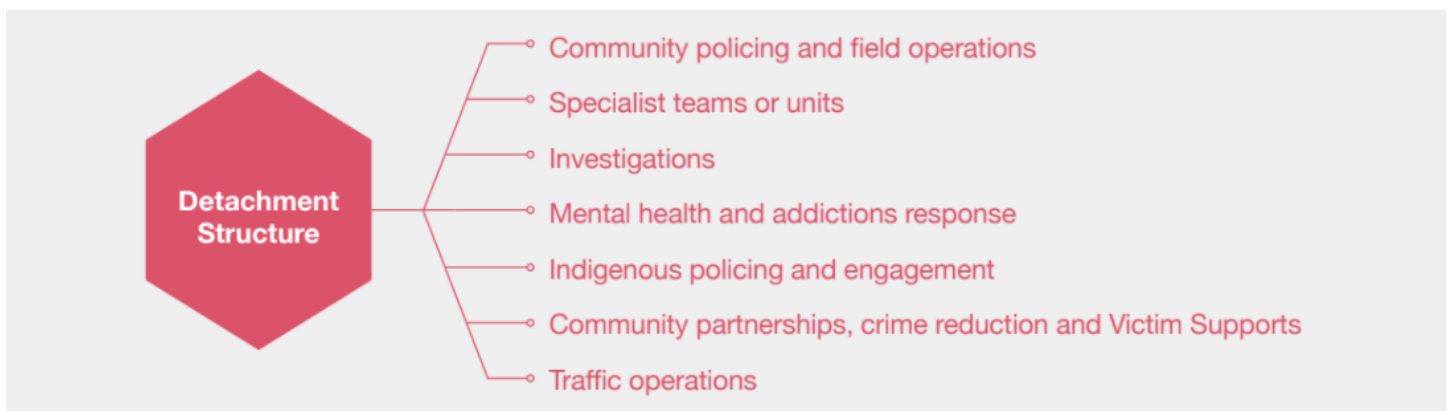 Detachment
Structure
Community policing and field operations
Specialist teams or units
Investigations
Mental health and addictions response
Indigenous policing and engagement
Community partnerships, crime reduction and Victim Supports
Traffic operations